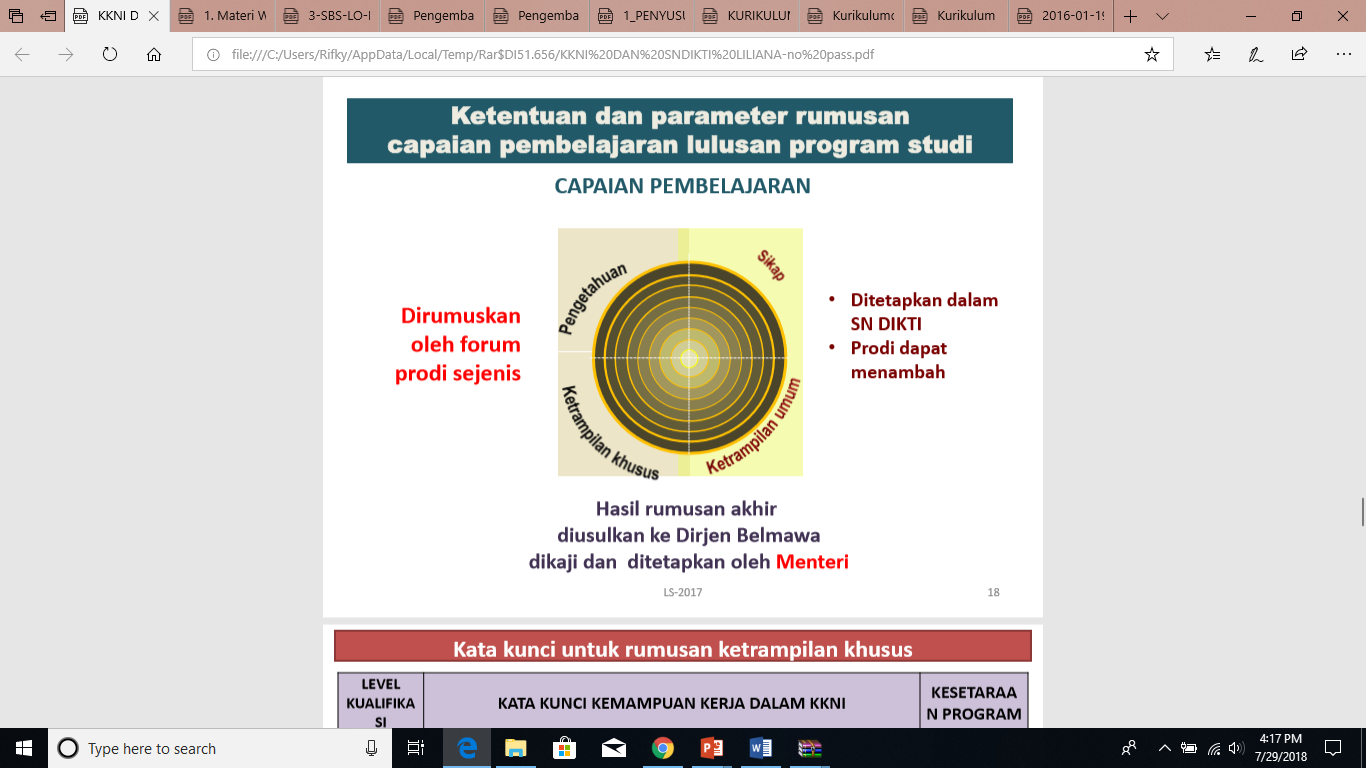 KKNI D
1. Materi W
3-SBS-LO-I
Pengemba
Pengemba
1_PENYUSU
KURIKULUM
Kurikulumo
Kurikulum
2016-01-19
file:///C:/Users/Rifky/AppData/Local/Temp/Rar$DI51.656/KKNI%20DAN%20SNDIKTI%20LILIANA-no%20pass.pdf
Ketentuan dan parameter rumusan
capaian pembelajaran lulusan program studi
CAPAIAN PEMBELAJARAN
Dirumuskan
oleh forum
prodi sejenis
Pengetahuan
Sikap
Ketrampilan khusus
Ketrampilan umum
• Ditetapkan dalam
SN DIKTI
• Prodi dapat
menambah
Hasil rumusan akhir
diusulkan ke Dirjen Belmawa
dikaji dan ditetapkan oleh Menteri
LS-2017
18
Kata kunci untuk rumusan ketrampilan khusus
LEVEL
KUALIFIKA
SI
KATA KUNCI KEMAMPUAN KERJA DALAM KKNI
KESETARAA
N PROGRAM
Type here to search
4:17 PM
7/29/2018